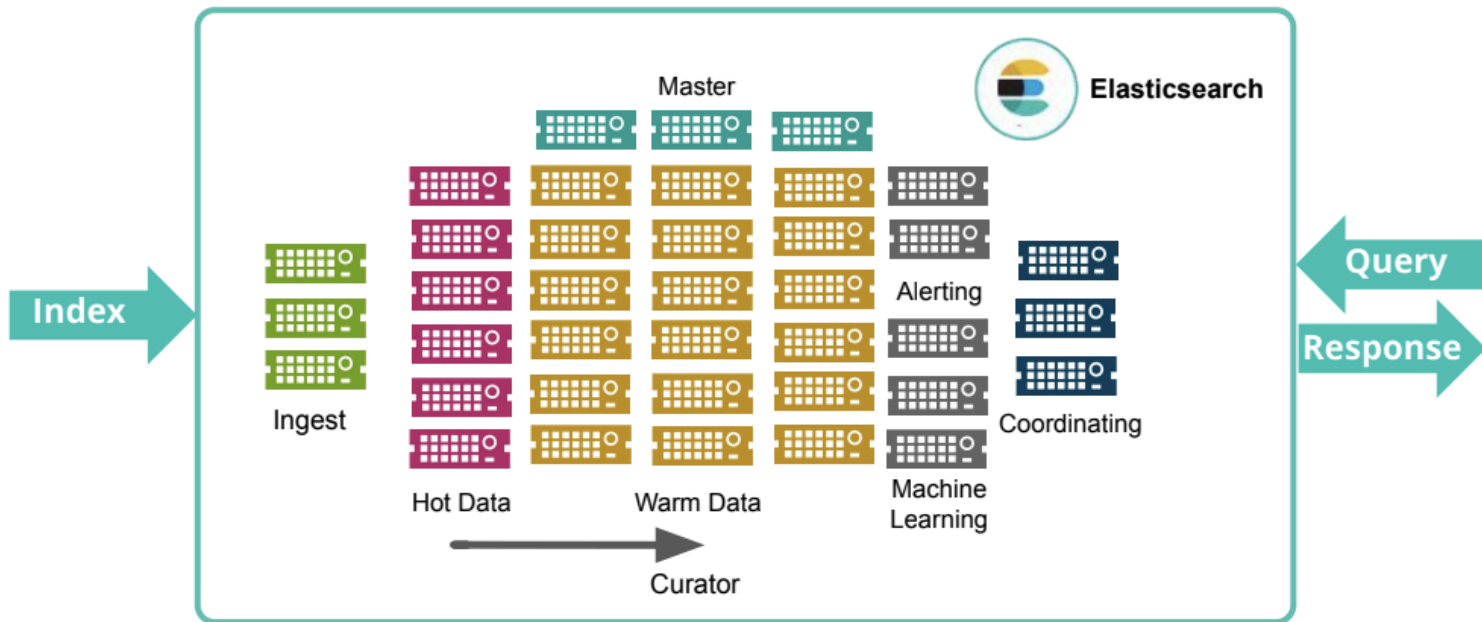 Elasticsearch
Master
Index
Query
Response
Alerting
Ingest
Coordinating
Hot Data
Warm Data
Machine
Learning
Curator